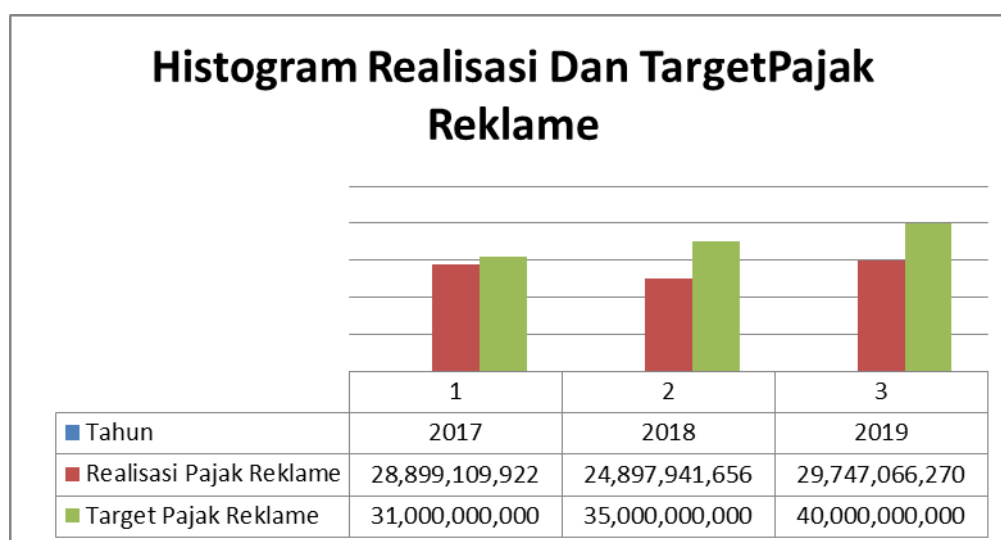 Histogram Realisasi Dan TargetPajak
Reklame
1 2 3
Tahun 2017 2018 2019
Realisasi Pajak Reklame 28,899,109,922 24,897,941,656 29,747,066,270
Target Pajak Reklame 31,000,000,000 35,000,000,000 40,000,000,000